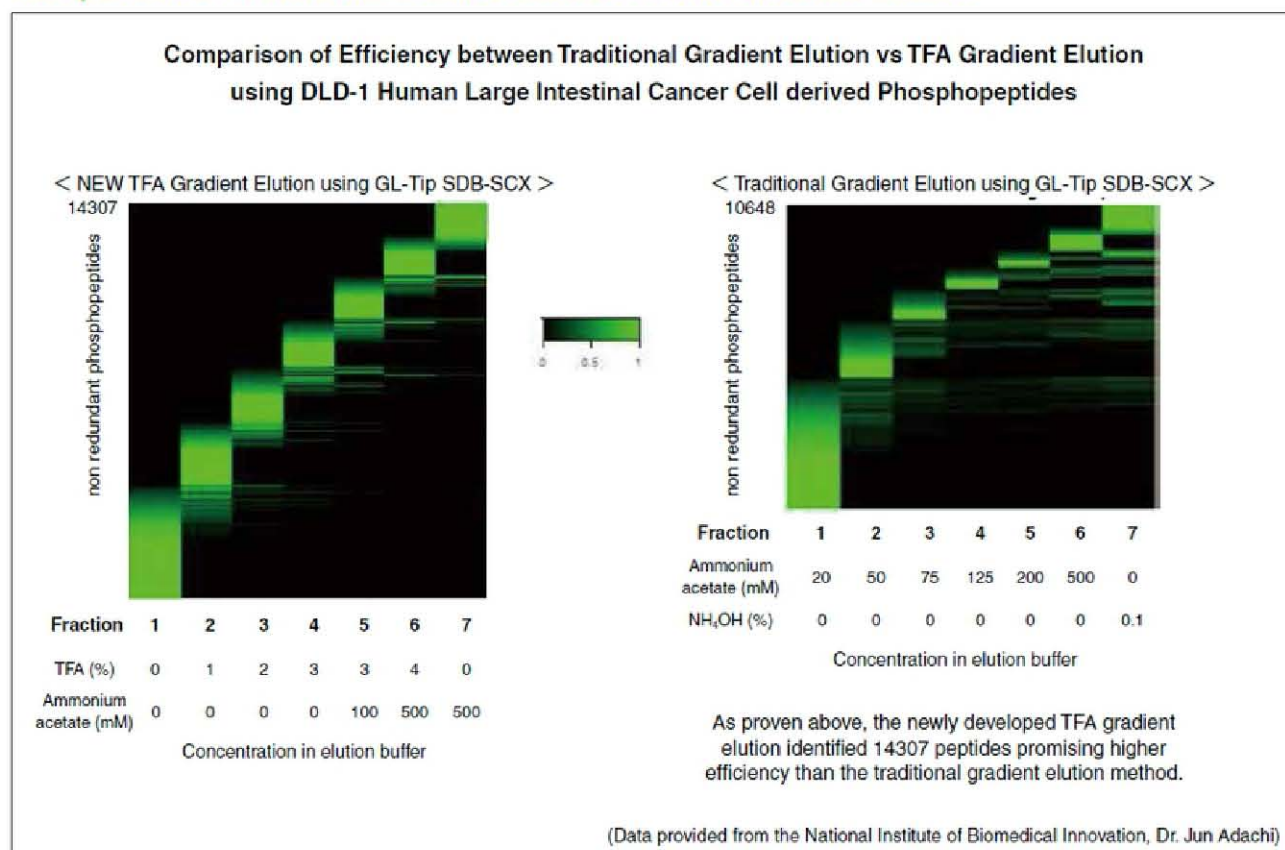 Comparison of Efficiency between Traditional Gradient Elution vs TFA Gradient Elution
using DLD-1 Human Large Intestinal Cancer Cell derived Phosphopeptides
< NEW TFA Gradient Elution using GL-Tip SDB-SCX >
14307
non redundant phosphopeptides
Fraction 1 2 3 4 5 6 7
TFA (%) 0 1 2 3 3 4 0
Ammonium
acetate (mM) 0 0 0 0 100 500 500
Concentration in elution buffer
0 0.5 1
< Traditional Gradient Elution using GL-Tip SDB-SCX >
10648
non redundant phosphopeptides
Fraction 1 2 3 4 5 6 7
Ammonium
acetate (mM) 20 50 75 125 200 500 0
NH₄OH (%) 0 0 0 0 0 0 0.1
Concentration in elution buffer
As proven above, the newly developed TFA gradient
elution identified 14307 peptides promising higher
efficiency than the traditional gradient elution method.
(Data provided from the National Institute of Biomedical Innovation, Dr. Jun Adachi)